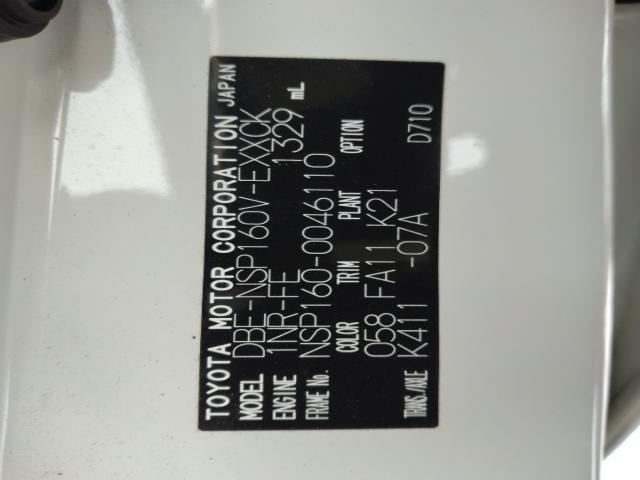 TOYOTA MOTOR CORPORATION JAPAN
MODEL DBE-NSP160V-EXXCK
ENGINE 1NR-FE 1329 mL
FRAME No. NSP160-0046110
COLOR TRIM PLANT OPTION
058 FA11 K21
TRANS./AXLE K411 -07A D710